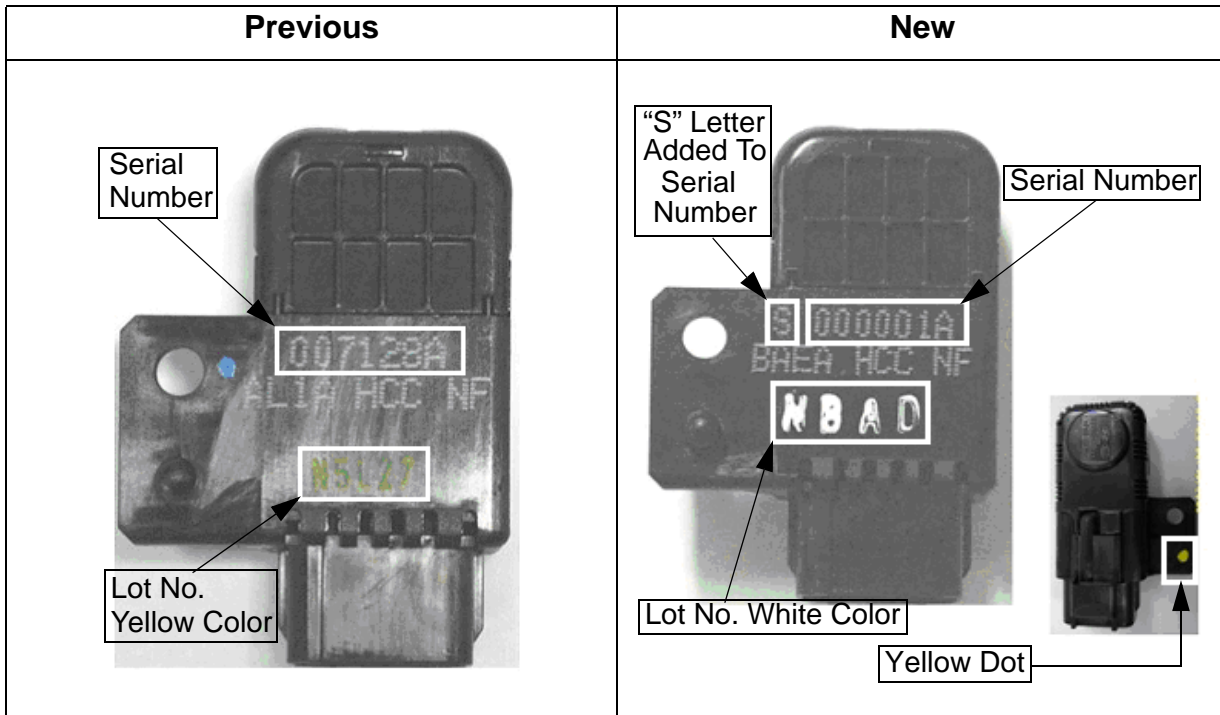 Previous
New
Serial
Number
007128A
AL1A HCC NF
N5L27
Lot No.
Yellow Color
"S" Letter
Added To
Serial
Number
Serial Number
S 000001A
BAEA HCC NF
NBAD
Lot No. White Color
Yellow Dot